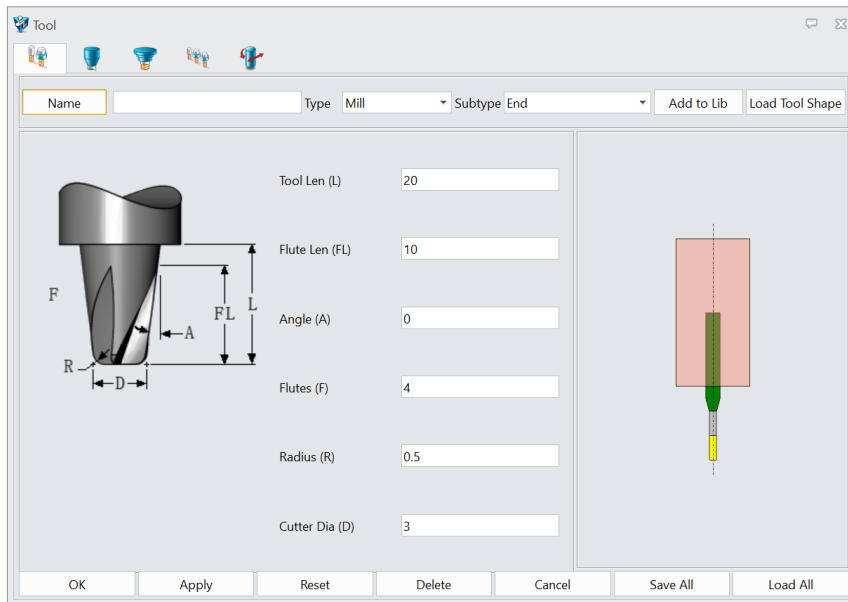 Tool
Name Type Mill Subtype End Add to Lib Load Tool Shape
Tool Len (L) 20
Flute Len (FL) 10
F FL L
Angle (A) 0
A
R
D
Flutes (F) 4
Radius (R) 0.5
Cutter Dia (D) 3
OK Apply Reset Delete Cancel Save All Load All